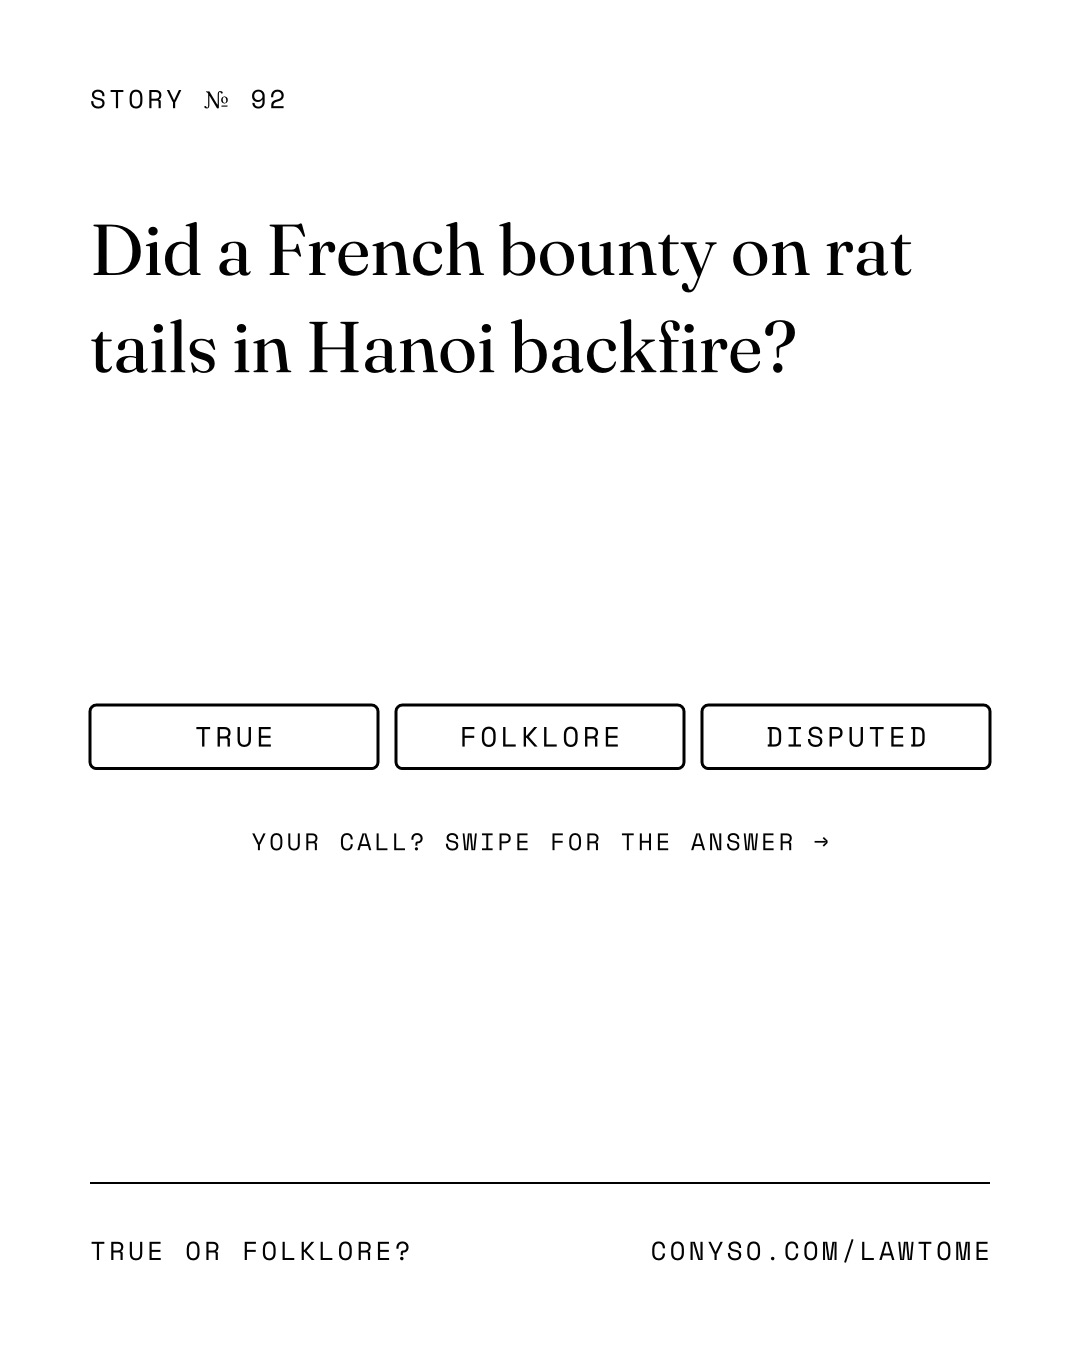 STORY № 92
Did a French bounty on rat
tails in Hanoi backfire?
TRUE
FOLKLORE
DISPUTED
YOUR CALL? SWIPE FOR THE ANSWER →
TRUE OR FOLKLORE?
CONYSO.COM/LAWTOME